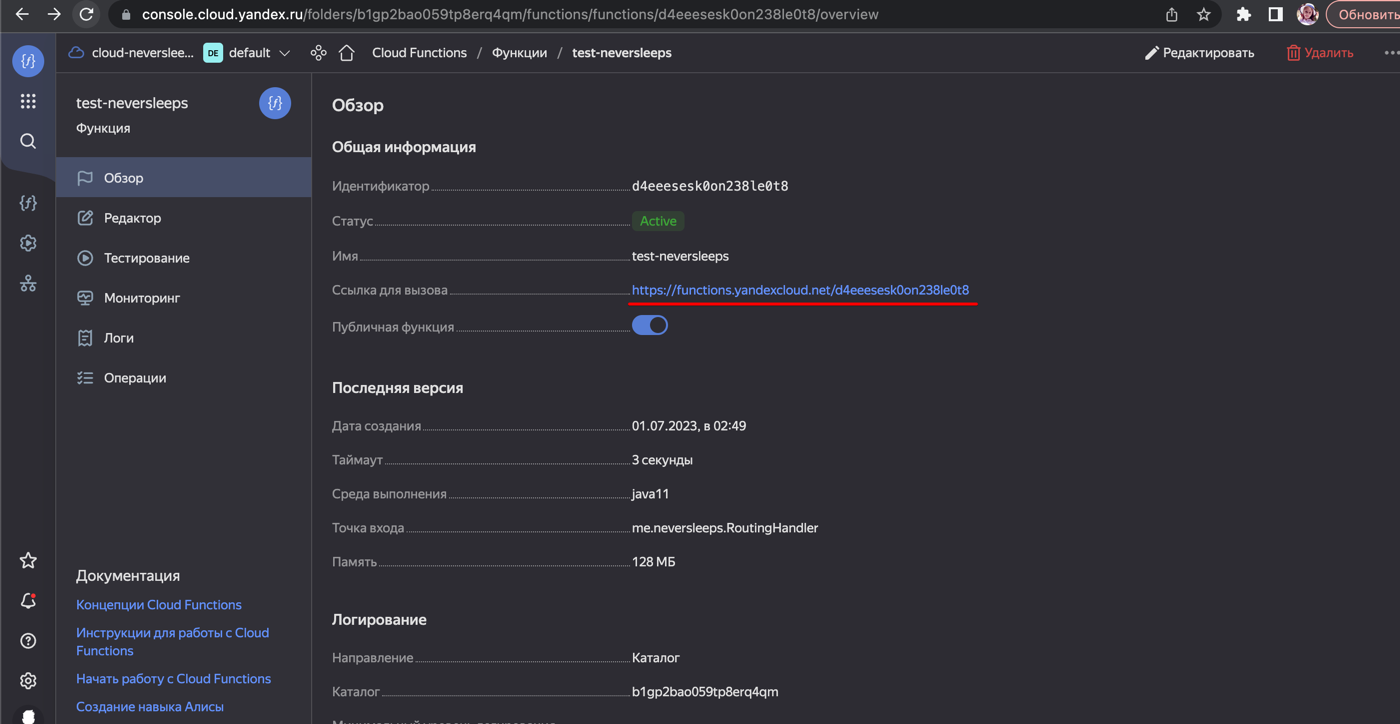 console.cloud.yandex.ru/folders/b1gp2bao059tp8erq4qm/functions/functions/d4eeesesk0on238le0t8/overview
Обновить
cloud-neverslee... DE default Cloud Functions / Функции / test-neversleeps
Редактировать
Удалить
{f}
test-neversleeps
{f}
Функция
Обзор
Редактор
Тестирование
Мониторинг
Логи
Операции
{f}
Документация
Концепции Cloud Functions
Инструкции для работы с Cloud
Functions
Начать работу с Cloud Functions
Создание навыка Алисы
Обзор
Общая информация
Идентификатор d4eeesesk0on238le0t8
Статус Active
Имя test-neversleeps
Ссылка для вызова https://functions.yandexcloud.net/d4eeesesk0on238le0t8
Публичная функция
Последняя версия
Дата создания 01.07.2023, в 02:49
Таймаут 3 секунды
Среда выполнения java11
Точка входа me.neversleeps.RoutingHandler
Память 128 МБ
Логирование
Направление Каталог
Каталог b1gp2bao059tp8erq4qm